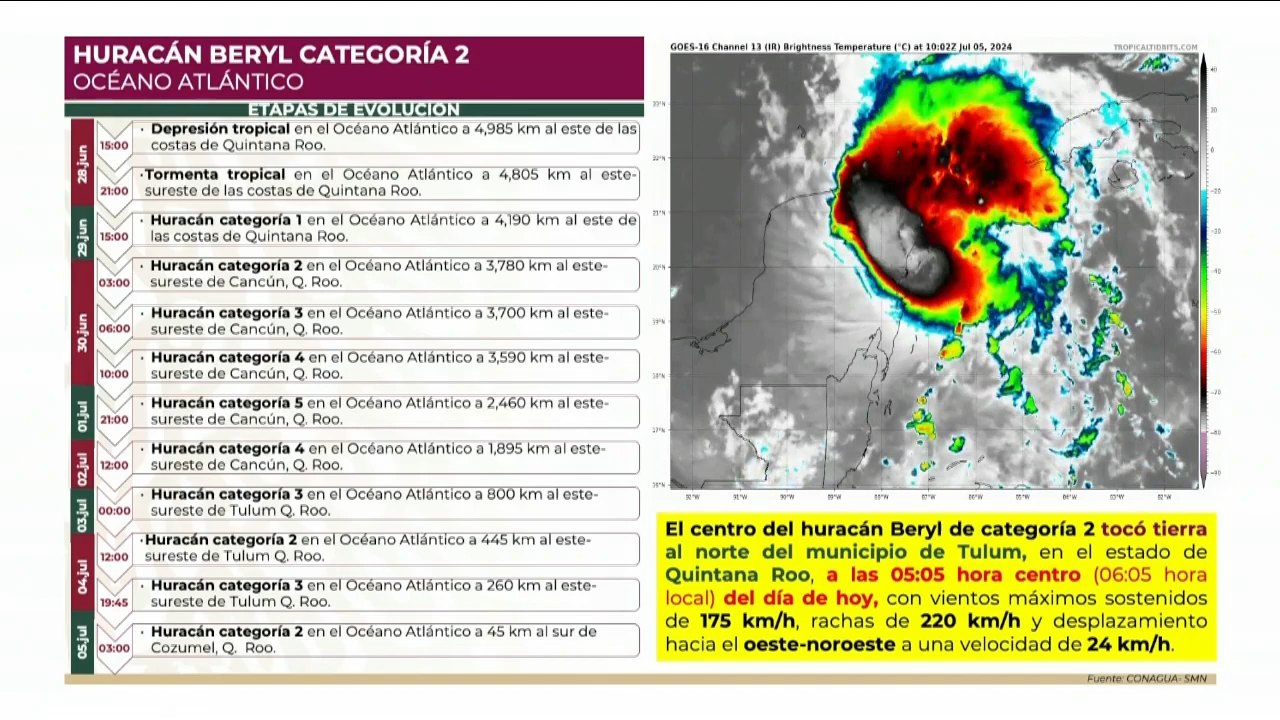 HURACÁN BERYL CATEGORÍA 2
OCÉANO ATLÁNTICO
ETAPAS DE EVOLUCIÓN
28.jun
15:00
· Depresión tropical en el Océano Atlántico a 4,985 km al este de las
costas de Quintana Roo.
21:00
·Tormenta tropical en el Océano Atlántico a 4,805 km al este-
sureste de las costas de Quintana Roo.
29.jun
15:00
· Huracán categoría 1 en el Océano Atlántico a 4,190 km al este de
las costas de Quintana Roo.
30.jun
03:00
· Huracán categoría 2 en el Océano Atlántico a 3,780 km al este-
sureste de Cancún, Q. Roo.
06:00
· Huracán categoría 3 en el Océano Atlántico a 3,700 km al este-
sureste de Cancún, Q. Roo.
10:00
· Huracán categoría 4 en el Océano Atlántico a 3,590 km al este-
sureste de Cancún, Q. Roo.
01.jul
21:00
· Huracán categoría 5 en el Océano Atlántico a 2,460 km al este-
sureste de Cancún, Q. Roo.
02.jul
12:00
· Huracán categoría 4 en el Océano Atlántico a 1,895 km al este-
sureste de Cancún, Q. Roo.
03.jul
00:00
· Huracán categoría 3 en el Océano Atlántico a 800 km al este-
sureste de Tulum Q. Roo.
04.jul
12:00
·Huracán categoría 2 en el Océano Atlántico a 445 km al este-
sureste de Tulum Q. Roo.
19:45
· Huracán categoría 3 en el Océano Atlántico a 260 km al este-
sureste de Tulum Q. Roo.
05.jul
03:00
· Huracán categoría 2 en el Océano Atlántico a 45 km al sur de
Cozumel, Q. Roo.
GOES-16 Channel 13 (IR) Brightness Temperature (°C) at 10:02Z Jul 05, 2024
TROPICALTIDBITS.COM
22°N
21°N
20°N
19°N
18°N
17°N
16°N
El centro del huracán Beryl de categoría 2 tocó tierra
al norte del municipio de Tulum, en el estado de
Quintana Roo, a las 05:05 hora centro (06:05 hora
local) del día de hoy, con vientos máximos sostenidos
de 175 km/h, rachas de 220 km/h y desplazamiento
hacia el oeste-noroeste a una velocidad de 24 km/h.
Fuente: CONAGUA- SMN